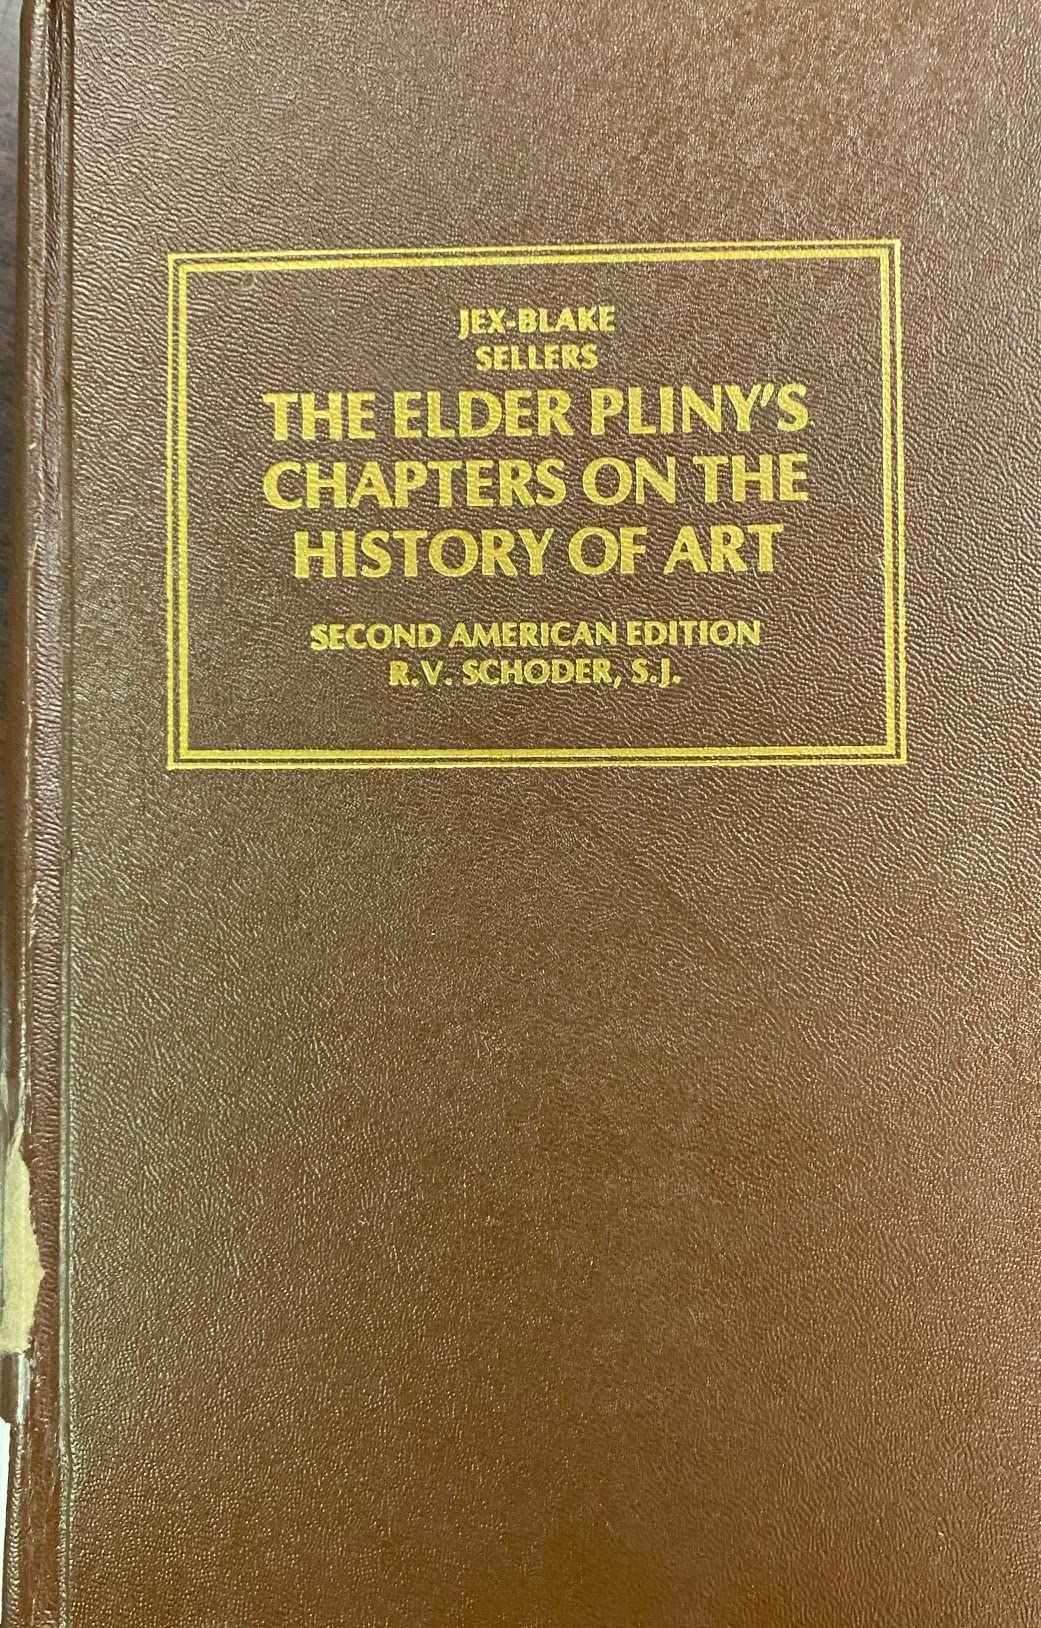 JEX-BLAKE
SELLERS
THE ELDER PLINY'S
CHAPTERS ON THE
HISTORY OF ART
SECOND AMERICAN EDITION
R.V. SCHODER, S.J.